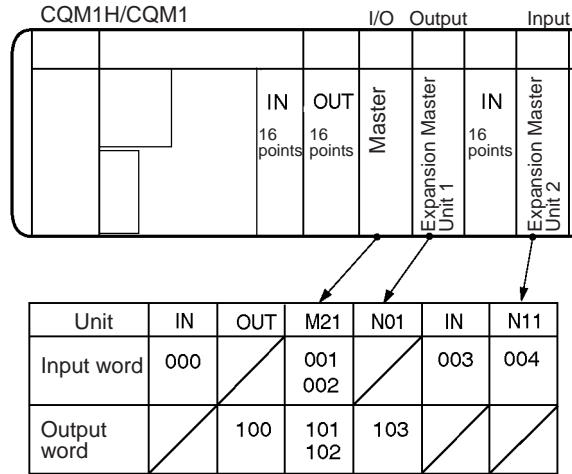 CQM1H/CQM1 I/O Output Input
IN
16
points
OUT
16
points
Master
Expansion Master
Unit 1
IN
16
points
Expansion Master
Unit 2
Unit IN OUT M21 N01 IN N11
Input word 000 001 003 004
002
Output 100 101 103
word 102